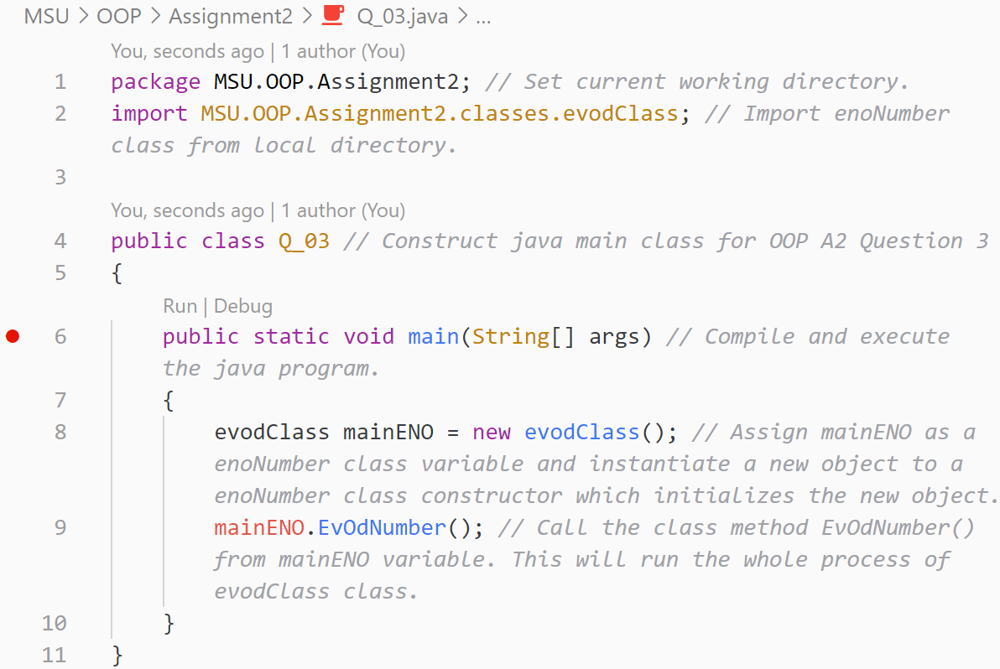 MSU > OOP > Assignment2 > Q_03.java > ...
You, seconds ago | 1 author (You)
1 package MSU.OOP.Assignment2; // Set current working directory.
2 import MSU.OOP.Assignment2.classes.evodClass; // Import enoNumber
class from local directory.
3
You, seconds ago | 1 author (You)
4 public class Q_03 // Construct java main class for OOP A2 Question 3
5 {
Run | Debug
6 public static void main(String[] args) // Compile and execute
the java program.
7 {
8 evodClass mainENO = new evodClass(); // Assign mainENO as a
enoNumber class variable and instantiate a new object to a
enoNumber class constructor which initializes the new object.
9 mainENO.EvOdNumber(); // Call the class method EvOdNumber()
from mainENO variable. This will run the whole process of
evodClass class.
10 }
11 }